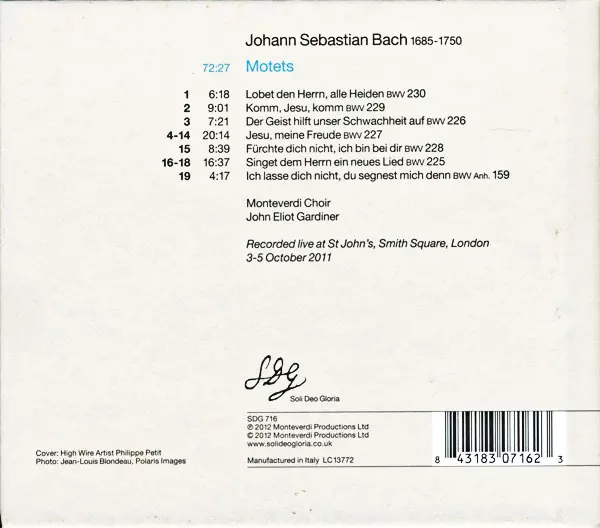 Johann Sebastian Bach 1685-1750
72:27 Motets
1 6:18 Lobet den Herrn, alle Heiden BWV 230
2 9:01 Komm, Jesu, komm BWV 229
3 7:21 Der Geist hilft unser Schwachheit auf BWV 226
4-14 20:14 Jesu, meine Freude BWV 227
15 8:39 Fürchte dich nicht, ich bin bei dir BWV 228
16-18 16:37 Singet dem Herrn ein neues Lied BWV 225
19 4:17 Ich lasse dich nicht, du segnest mich denn BWV Anh. 159
Monteverdi Choir
John Eliot Gardiner
Recorded live at St John's, Smith Square, London
3-5 October 2011
SDG
Soli Deo Gloria
SDG 716
℗ 2012 Monteverdi Productions Ltd
© 2012 Monteverdi Productions Ltd
www.solideogloria.co.uk
Manufactured in Italy LC13772
Cover: High Wire Artist Philippe Petit
Photo: Jean-Louis Blondeau, Polaris Images
8 43183 07162 3